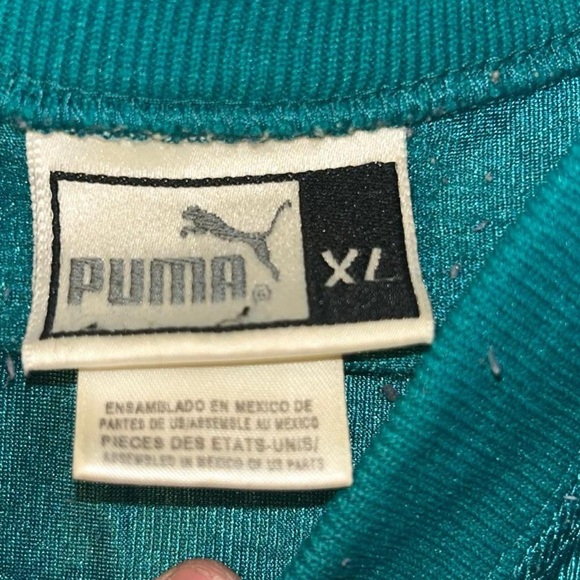 PUMA® XL
ENSAMBLADO EN MEXICO DE
PARTES DE US/ASSEMBLE AU MEXICO
PIECES DES ETATS-UNIS/
ASSEMBLED IN MEXICO OF US PARTS